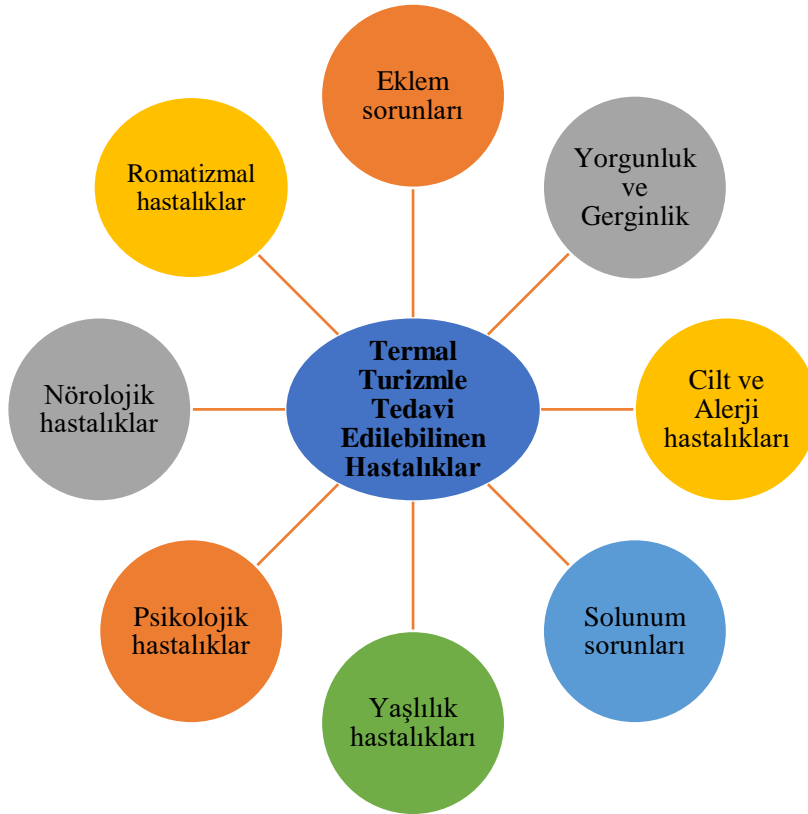 Eklem
sorunları
Yorgunluk
ve
Gerginlik
Romatizmal
hastalıklar
Termal
Turizmle
Tedavi
Edilebilinen
Hastalıklar
Cilt ve
Alerji
hastalıkları
Nörolojik
hastalıklar
Solunum
sorunları
Psikolojik
hastalıklar
Yaşlılık
hastalıkları